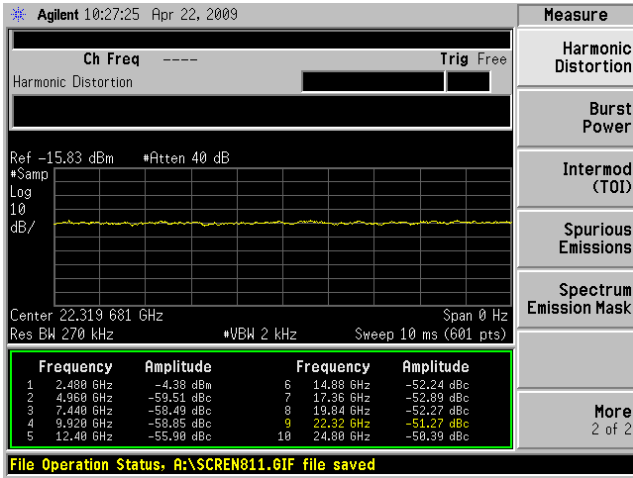 Agilent 10:27:25 Apr 22, 2009 Measure
Ch Freq ---- Trig Free
Harmonic Distortion
Harmonic
Distortion
Burst
Power
Intermod
(TOI)
Spurious
Emissions
Spectrum
Emission Mask
More
2 of 2
Ref -15.83 dBm #Atten 40 dB
#Samp
Log
10
dB/
Center 22.319 681 GHz Span 0 Hz
Res BW 270 kHz #VBW 2 kHz Sweep 10 ms (601 pts)
Frequency Amplitude Frequency Amplitude
1 2.480 GHz -4.38 dBm 6 14.88 GHz -52.24 dBc
2 4.960 GHz -59.51 dBc 7 17.36 GHz -52.89 dBc
3 7.440 GHz -58.49 dBc 8 19.84 GHz -52.27 dBc
4 9.920 GHz -58.85 dBc 9 22.32 GHz -51.27 dBc
5 12.40 GHz -55.90 dBc 10 24.80 GHz -50.39 dBc
File Operation Status, A:\SCREN811.GIF file saved